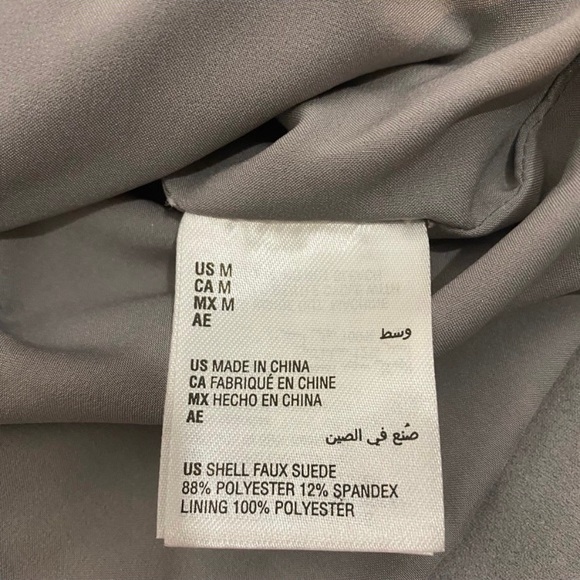 US M
CA M
MX M
AE
وسط
US MADE IN CHINA
CA FABRIQUÉ EN CHINE
MX HECHO EN CHINA
AE
صُنع في الصين
US SHELL FAUX SUEDE
88% POLYESTER 12% SPANDEX
LINING 100% POLYESTER